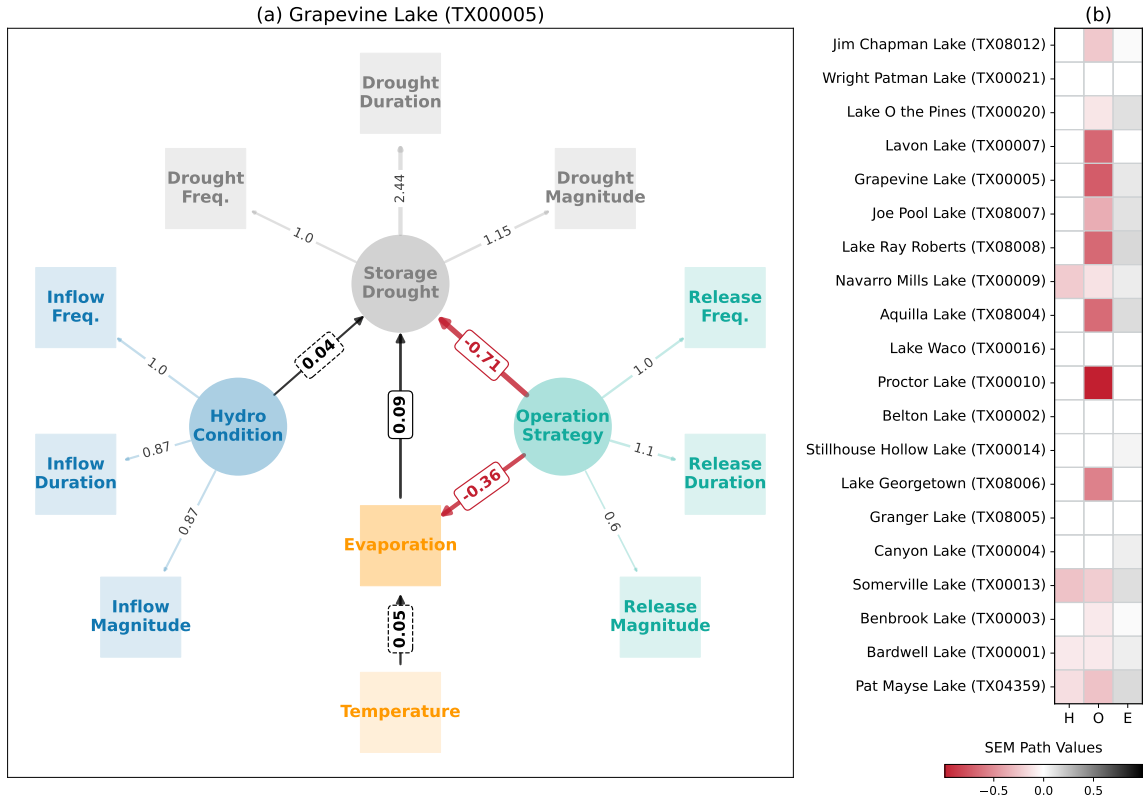 (a) Grapevine Lake (TX00005)
Drought
Duration
Drought
Freq.
Drought
Magnitude
2.44
1.0
1.15
Storage
Drought
Inflow
Freq.
Release
Freq.
0.04
-0.71
1.0
1.0
0.09
Hydro
Condition
Operation
Strategy
Inflow
Duration
0.87
1.1
Release
Duration
-0.36
0.87
0.6
Evaporation
Inflow
Magnitude
0.05
Release
Magnitude
Temperature
(b)
Jim Chapman Lake (TX08012)
Wright Patman Lake (TX00021)
Lake O the Pines (TX00020)
Lavon Lake (TX00007)
Grapevine Lake (TX00005)
Joe Pool Lake (TX08007)
Lake Ray Roberts (TX08008)
Navarro Mills Lake (TX00009)
Aquilla Lake (TX08004)
Lake Waco (TX00016)
Proctor Lake (TX00010)
Belton Lake (TX00002)
Stillhouse Hollow Lake (TX00014)
Lake Georgetown (TX08006)
Granger Lake (TX08005)
Canyon Lake (TX00004)
Somerville Lake (TX00013)
Benbrook Lake (TX00003)
Bardwell Lake (TX00001)
Pat Mayse Lake (TX04359)
H O E
SEM Path Values
−0.5 0.0 0.5